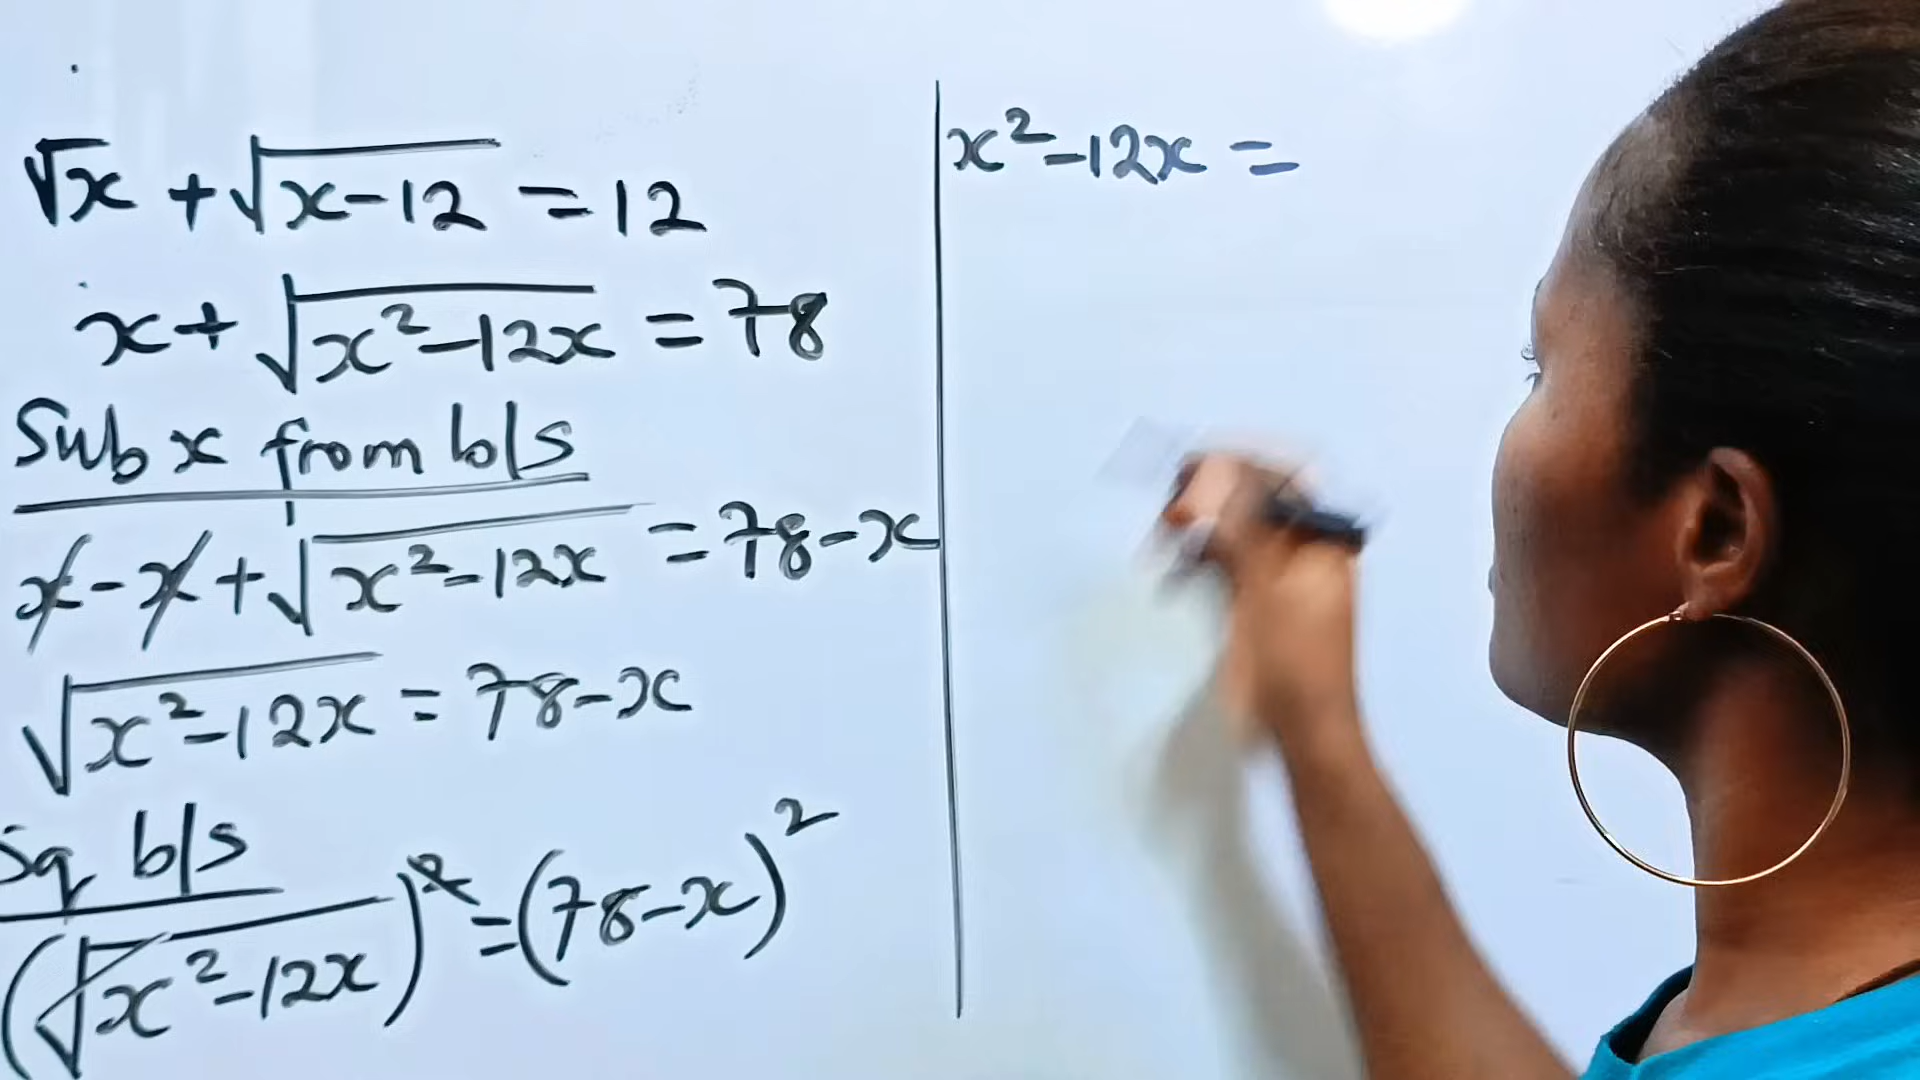 √x + √(x-12) = 12
x + √(x²-12x) = 78
Sub x from b/s
x - x + √(x²-12x) = 78-x
√(x²-12x) = 78-x
Sq b/s
(√(x²-12x))² = (78-x)²
x²-12x =